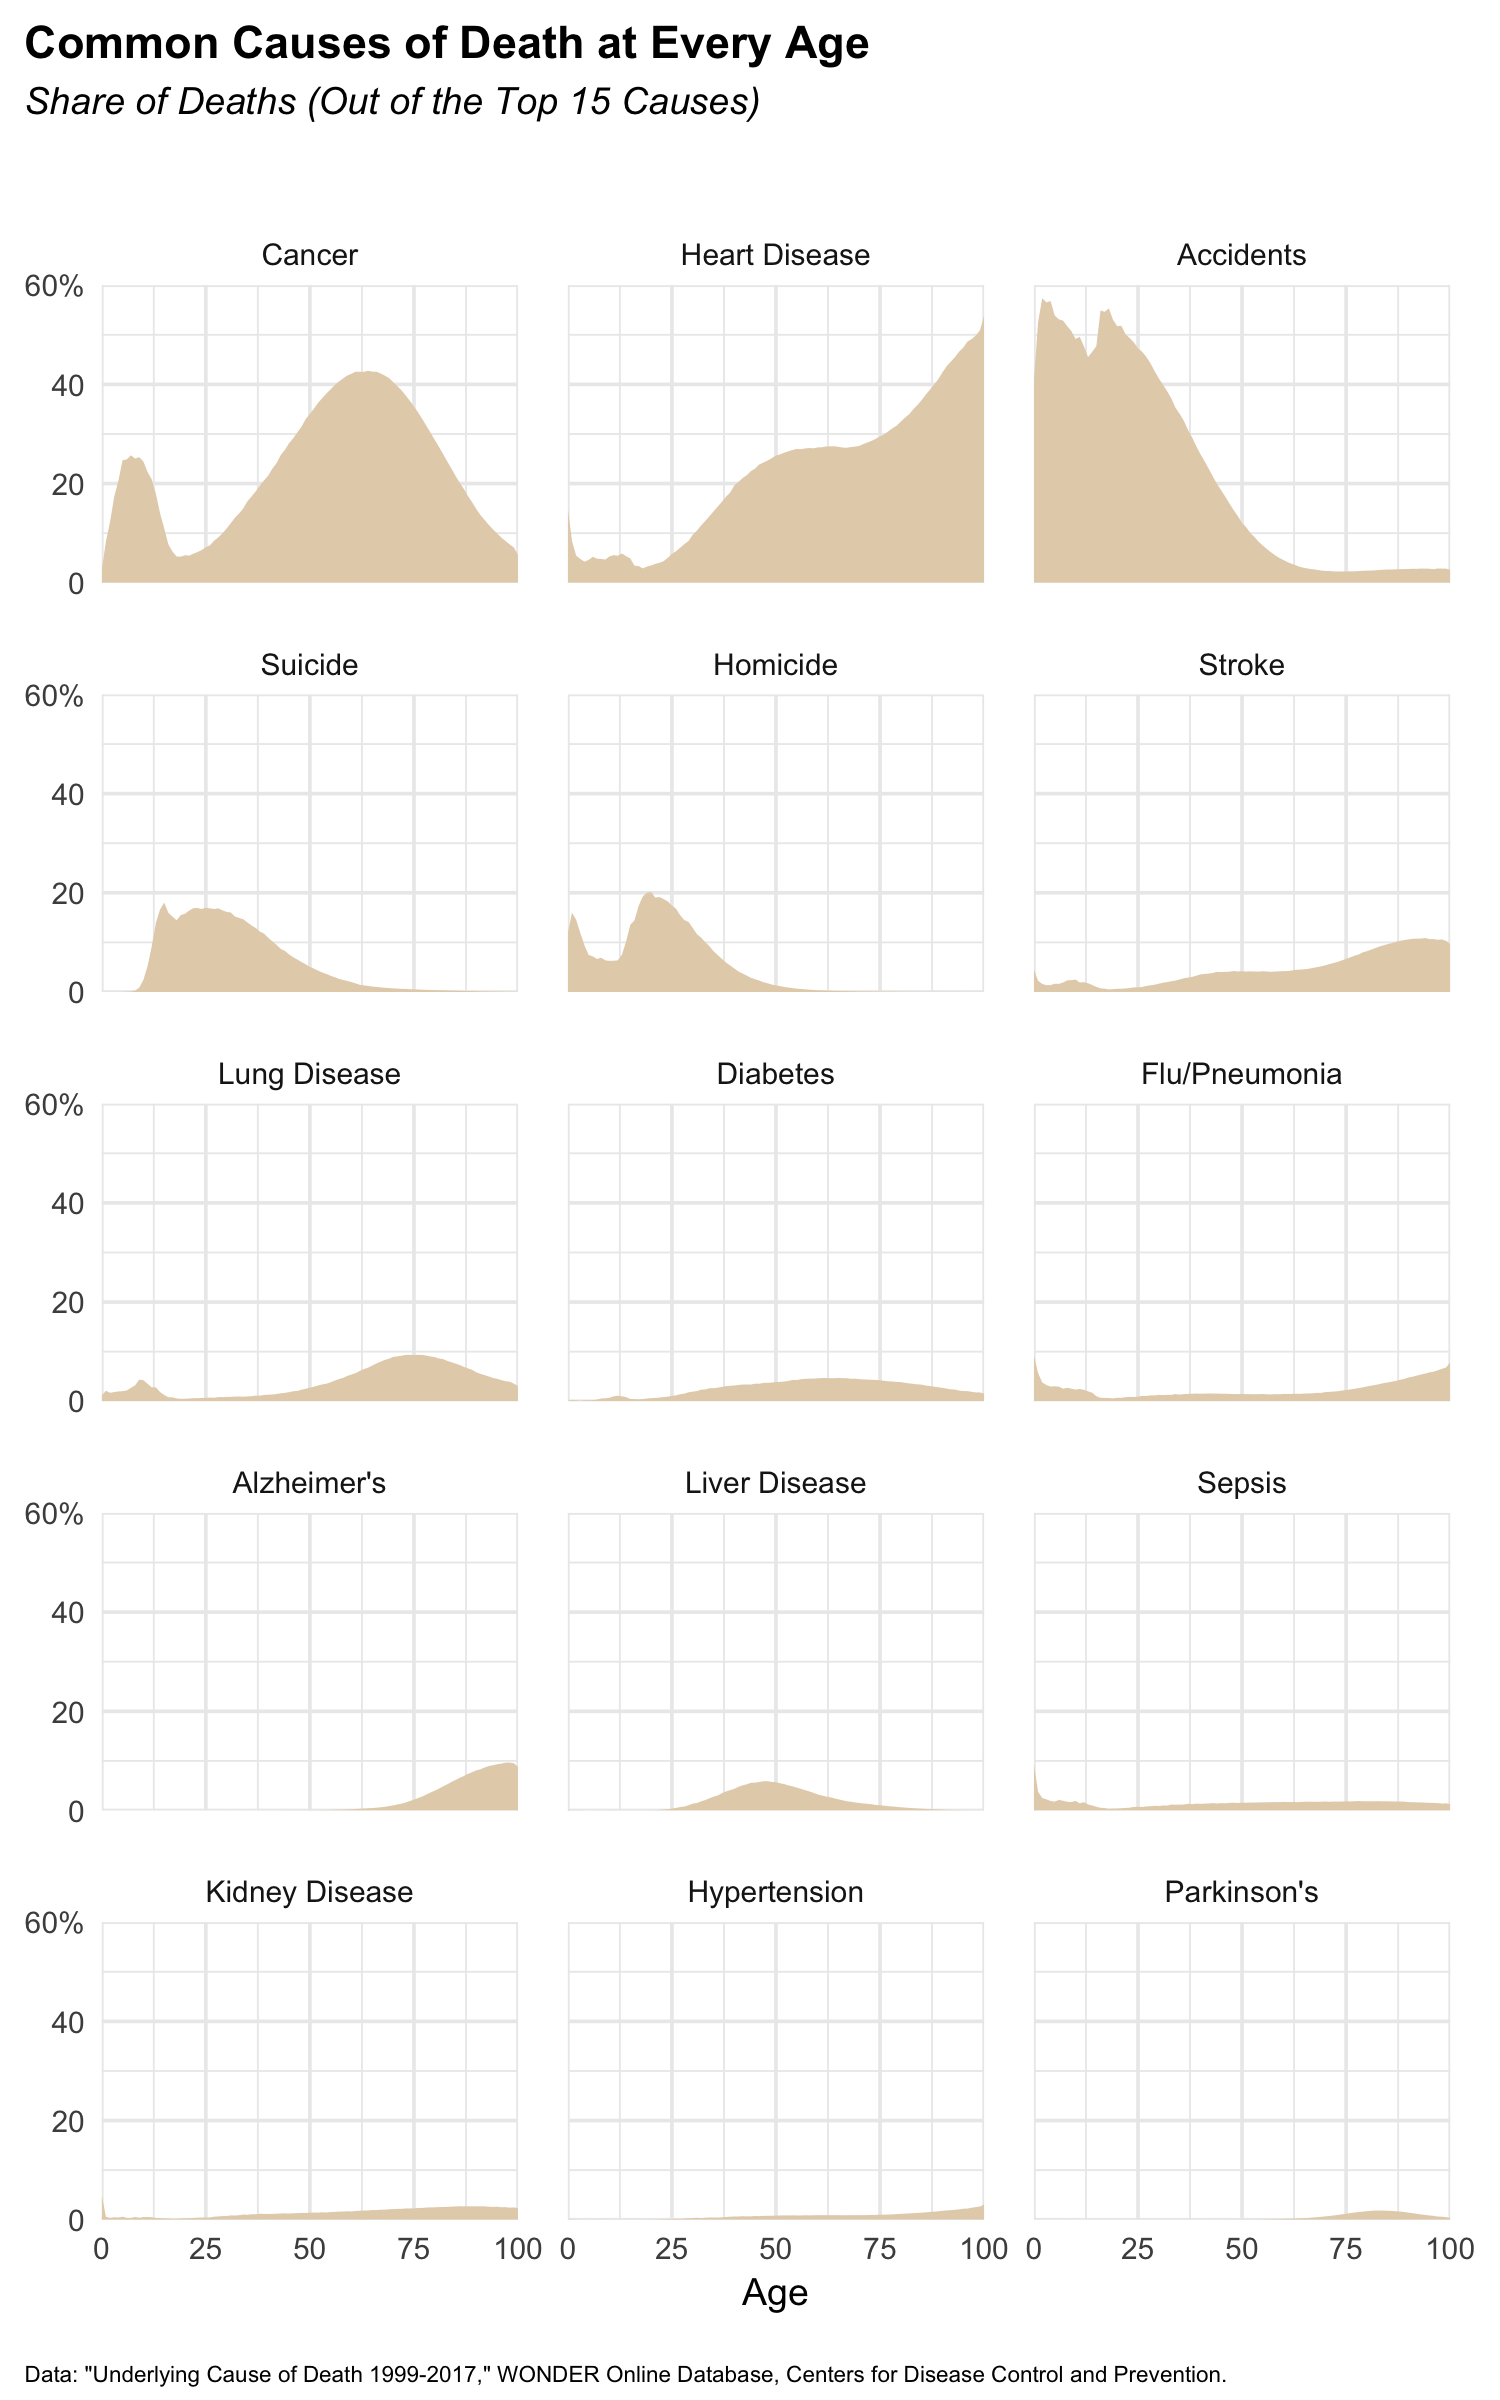 Common Causes of Death at Every Age
Share of Deaths (Out of the Top 15 Causes)
Cancer
Heart Disease
Accidents
60%
40
20
0
Suicide
Homicide
Stroke
60%
40
20
0
Lung Disease
Diabetes
Flu/Pneumonia
60%
40
20
0
Alzheimer's
Liver Disease
Sepsis
60%
40
20
0
Kidney Disease
Hypertension
Parkinson's
60%
40
20
0
0 25 50 75 100 0 25 50 75 100 0 25 50 75 100
Age
Data: "Underlying Cause of Death 1999-2017," WONDER Online Database, Centers for Disease Control and Prevention.